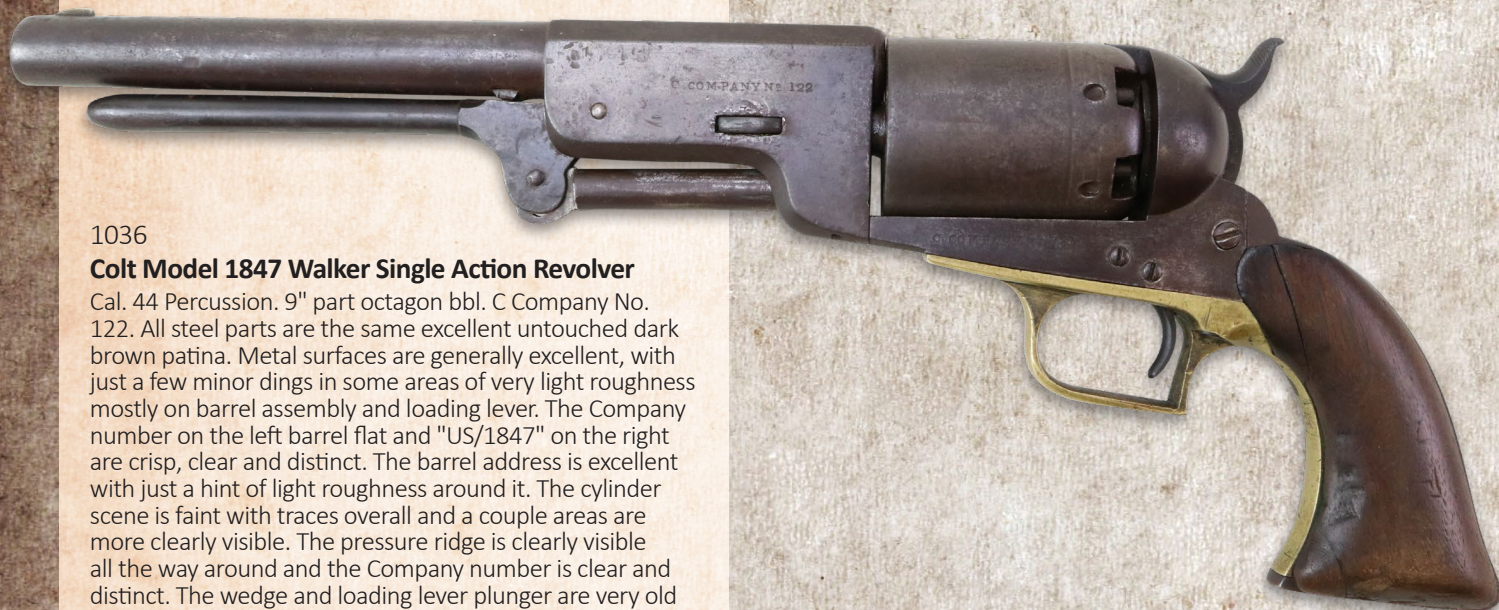 C COMPANY No 122
1036
Colt Model 1847 Walker Single Action Revolver
Cal. 44 Percussion. 9" part octagon bbl. C Company No.
122. All steel parts are the same excellent untouched dark
brown patina. Metal surfaces are generally excellent, with
just a few minor dings in some areas of very light roughness
mostly on barrel assembly and loading lever. The Company
number on the left barrel flat and "US/1847" on the right
are crisp, clear and distinct. The barrel address is excellent
with just a hint of light roughness around it. The cylinder
scene is faint with traces overall and a couple areas are
more clearly visible. The pressure ridge is clearly visible
all the way around and the Company number is clear and
distinct. The wedge and loading lever plunger are very old